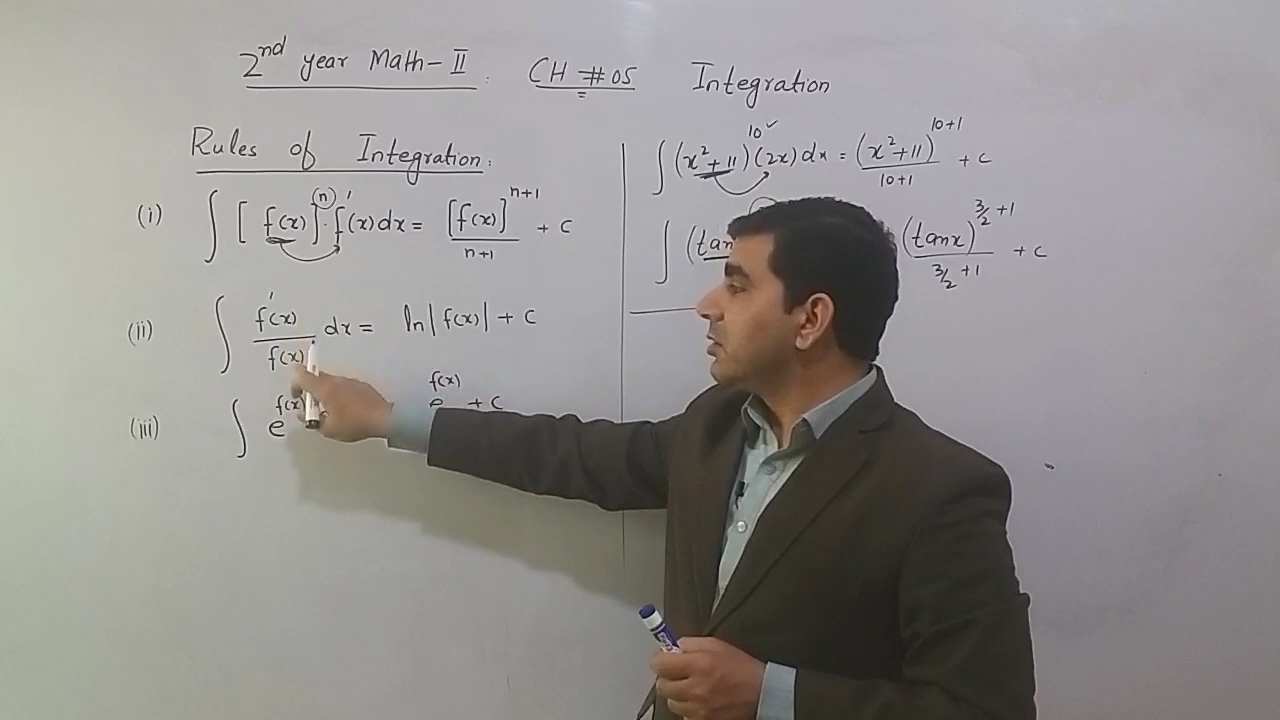 2nd year Math-II. CH #05 Integration
Rules of Integration:
(i) ∫ [f(x)]^(n) · f'(x) dx = [f(x)]^(n+1) / (n+1) + c
(ii) ∫ f'(x) / f(x) dx = ln|f(x)| + c
(iii) ∫ e^f(x) e^f(x) + c
∫ (x²+11)^10 ✓ (2x) dx = (x²+11)^(10+1) / (10+1) + c
∫ (tan (tanx)^(3/2+1) / (3/2+1) + c